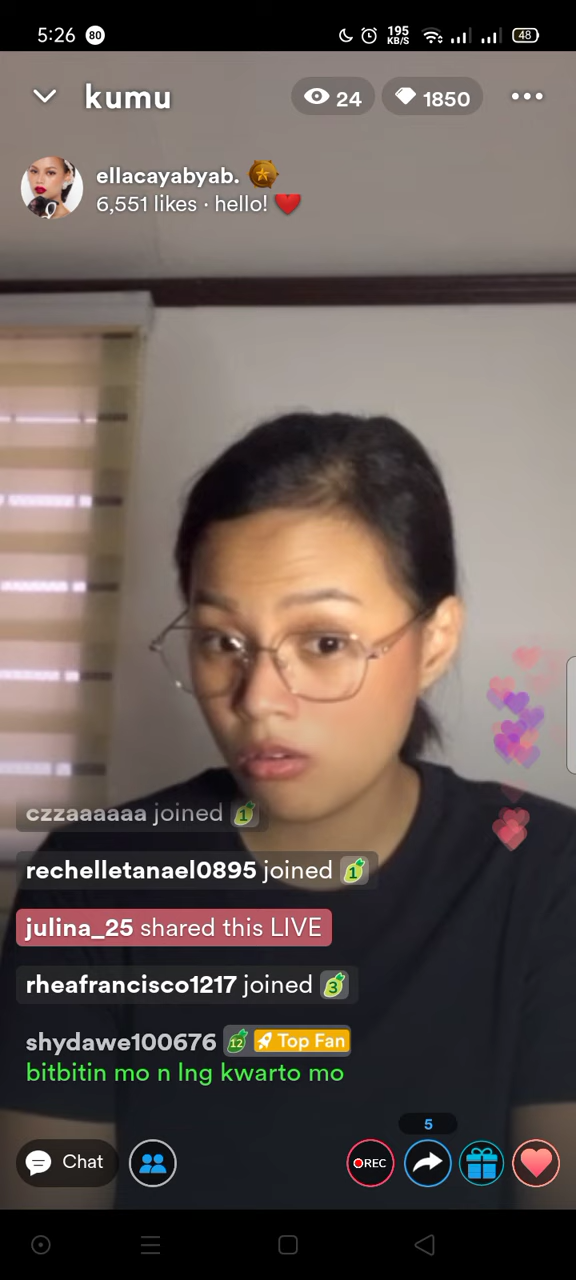 5:26 80 195 KB/S 48
kumu 24 1850
ellacayabyab.
6,551 likes · hello! ❤️
czzaaaaaa joined 1
rechelletanael0895 joined 1
julina_25 shared this LIVE
rheafrancisco1217 joined 3
shydawe100676 12 Top Fan
bitbitin mo n lng kwarto mo
5
Chat REC